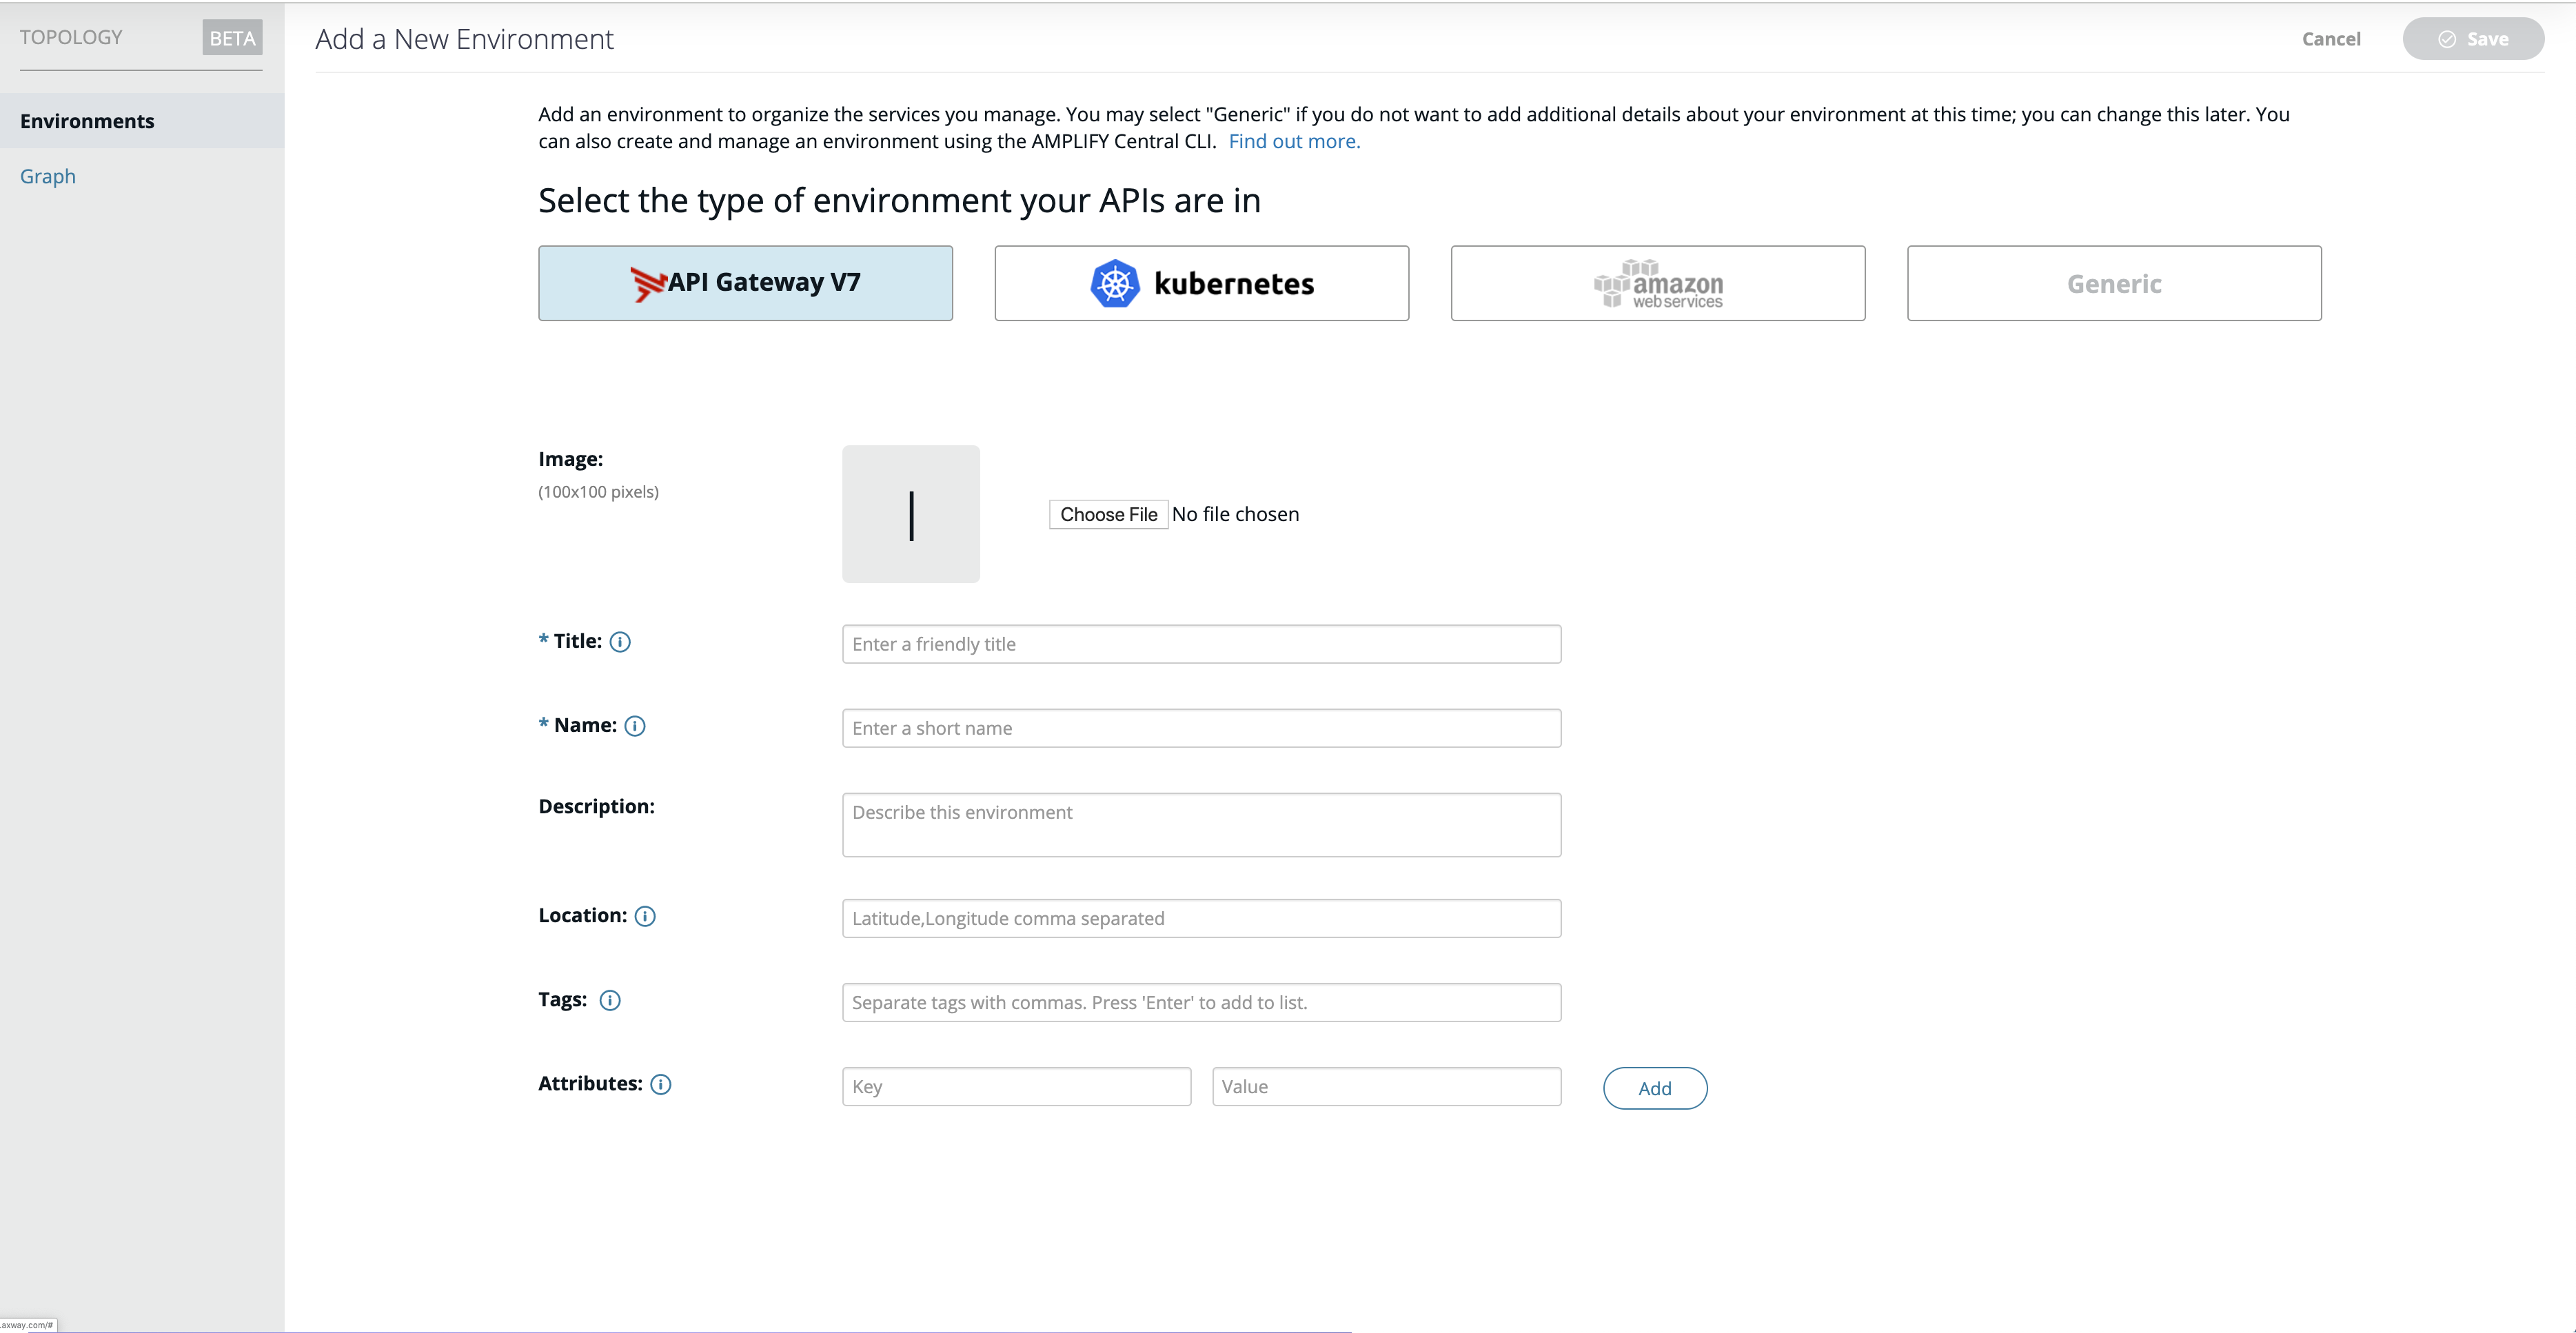 TOPOLOGY BETA
Add a New Environment
Cancel
Save
Environments
Graph
Add an environment to organize the services you manage. You may select "Generic" if you do not want to add additional details about your environment at this time; you can change this later. You
can also create and manage an environment using the AMPLIFY Central CLI. Find out more.
Select the type of environment your APIs are in
API Gateway V7
kubernetes
amazon
web services
Generic
Image:
(100x100 pixels)
Choose File No file chosen
* Title: i
Enter a friendly title
* Name: i
Enter a short name
Description:
Describe this environment
Location: i
Latitude,Longitude comma separated
Tags: i
Separate tags with commas. Press 'Enter' to add to list.
Attributes: i
Key
Value
Add
.axway.com/#